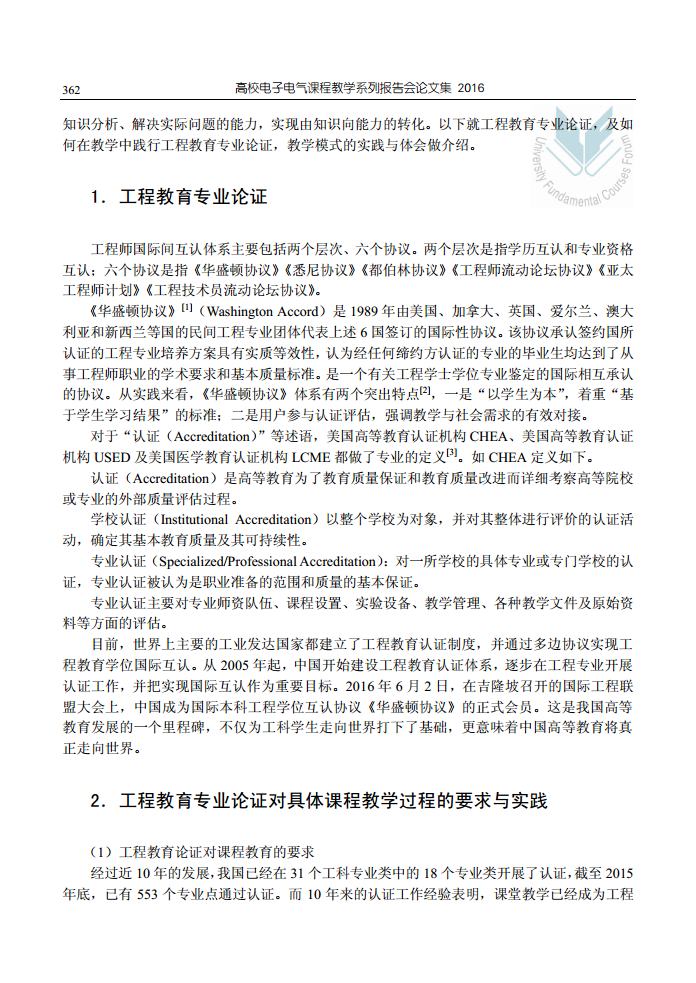 362
高校电子电气课程教学系列报告会论文集 2016
University Fundamental Courses Forum
知识分析、解决实际问题的能力，实现由知识向能力的转化。以下就工程教育专业论证，及如
何在教学中践行工程教育专业论证，教学模式的实践与体会做介绍。
1．工程教育专业论证
工程师国际间互认体系主要包括两个层次、六个协议。两个层次是指学历互认和专业资格
互认；六个协议是指《华盛顿协议》《悉尼协议》《都伯林协议》《工程师流动论坛协议》《亚太
工程师计划》《工程技术员流动论坛协议》。
《华盛顿协议》[1]（Washington Accord）是 1989 年由美国、加拿大、英国、爱尔兰、澳大
利亚和新西兰等国的民间工程专业团体代表上述 6 国签订的国际性协议。该协议承认签约国所
认证的工程专业培养方案具有实质等效性，认为经任何缔约方认证的专业的毕业生均达到了从
事工程师职业的学术要求和基本质量标准。是一个有关工程学士学位专业鉴定的国际相互承认
的协议。从实践来看，《华盛顿协议》体系有两个突出特点[2]，一是“以学生为本”，着重“基
于学生学习结果”的标准；二是用户参与认证评估，强调教学与社会需求的有效对接。
对于“认证（Accreditation）”等术语，美国高等教育认证机构 CHEA、美国高等教育认证
机构 USED 及美国医学教育认证机构 LCME 都做了专业的定义[3]。如 CHEA 定义如下。
认证（Accreditation）是高等教育为了教育质量保证和教育质量改进而详细考察高等院校
或专业的外部质量评估过程。
学校认证（Institutional Accreditation）以整个学校为对象，并对其整体进行评价的认证活
动，确定其基本教育质量及其可持续性。
专业认证（Specialized/Professional Accreditation）：对一所学校的具体专业或专门学校的认
证，专业认证被认为是职业准备的范围和质量的基本保证。
专业认证主要对专业师资队伍、课程设置、实验设备、教学管理、各种教学文件及原始资
料等方面的评估。
目前，世界上主要的工业发达国家都建立了工程教育认证制度，并通过多边协议实现工
程教育学位国际互认。从 2005 年起，中国开始建设工程教育认证体系，逐步在工程专业开展
认证工作，并把实现国际互认作为重要目标。2016 年 6 月 2 日，在吉隆坡召开的国际工程联
盟大会上，中国成为国际本科工程学位互认协议《华盛顿协议》的正式会员。这是我国高等
教育发展的一个里程碑，不仅为工科学生走向世界打下了基础，更意味着中国高等教育将真
正走向世界。
2．工程教育专业论证对具体课程教学过程的要求与实践
（1）工程教育论证对课程教育的要求
经过近 10 年的发展，我国已经在 31 个工科专业类中的 18 个专业类开展了认证，截至 2015
年底，已有 553 个专业点通过认证。而 10 年来的认证工作经验表明，课堂教学已经成为工程